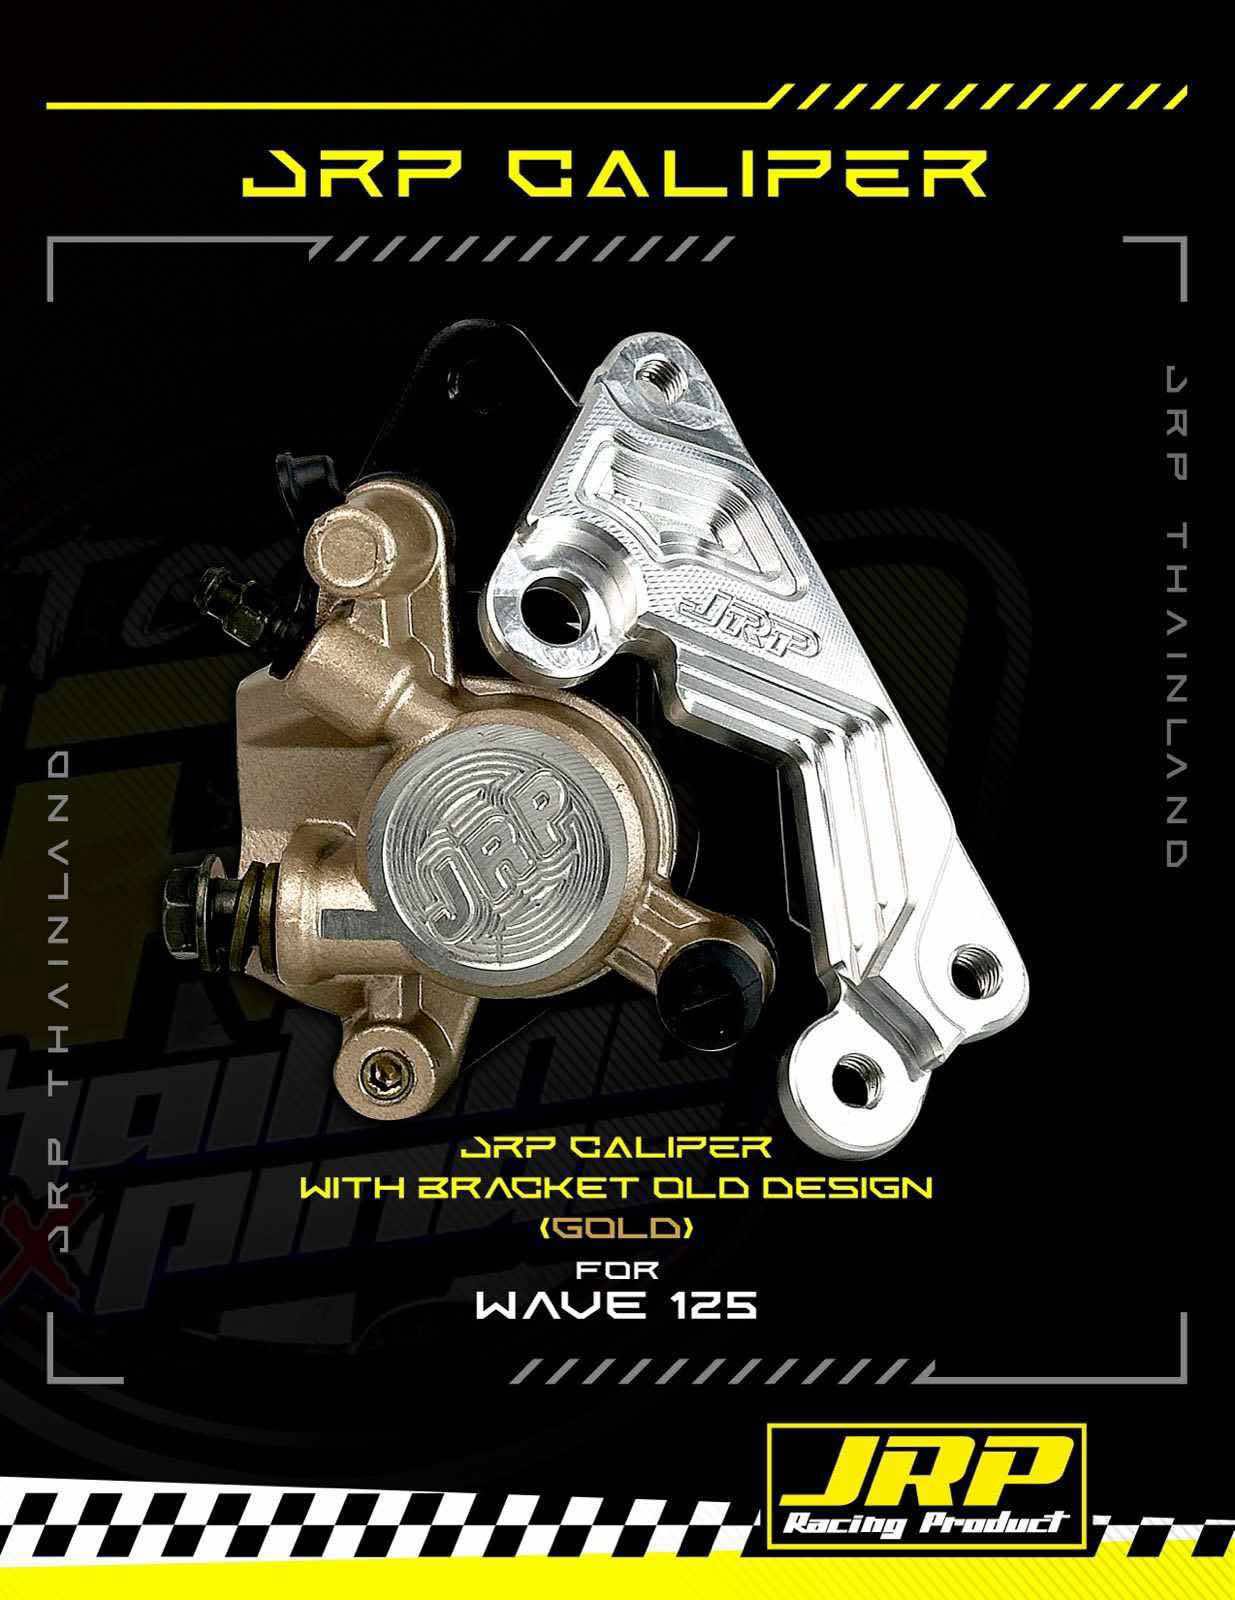 JRP CALIPER
JRP THAINLAND
JRP
JRP
JRP THAINLAND
JRP CALIPER
WITH BRACKET OLD DESIGN
(GOLD)
FOR
WAVE 125
JRP
Racing Product